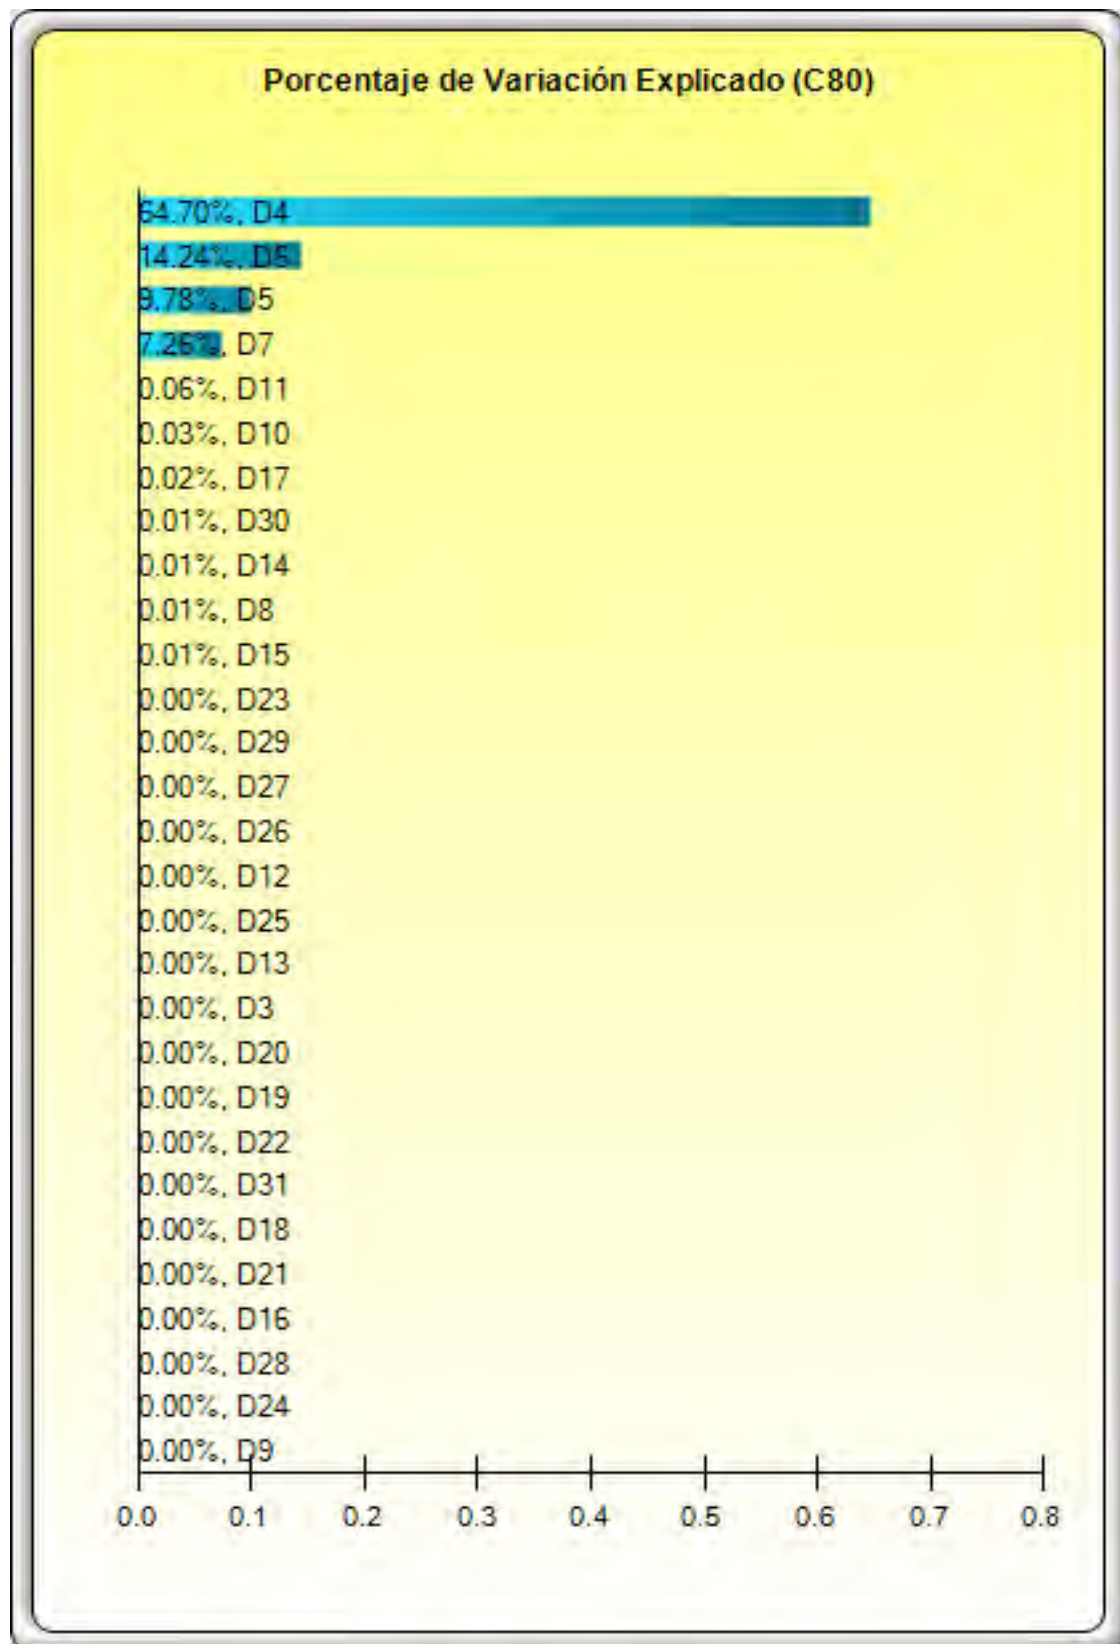 Porcentaje de Variación Explicado (C80)
64.70%, D4
14.24%, D6
9.78%, D5
7.26%, D7
0.06%, D11
0.03%, D10
0.02%, D17
0.01%, D30
0.01%, D14
0.01%, D8
0.01%, D15
0.00%, D23
0.00%, D29
0.00%, D27
0.00%, D26
0.00%, D12
0.00%, D25
0.00%, D13
0.00%, D3
0.00%, D20
0.00%, D19
0.00%, D22
0.00%, D31
0.00%, D18
0.00%, D21
0.00%, D16
0.00%, D28
0.00%, D24
0.00%, D9
0.0 0.1 0.2 0.3 0.4 0.5 0.6 0.7 0.8